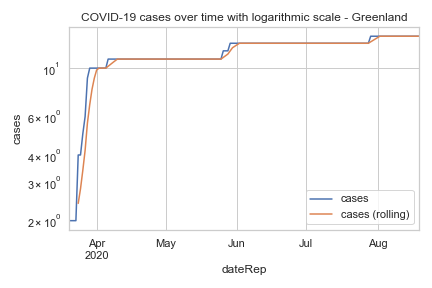 COVID-19 cases over time with logarithmic scale - Greenland
cases
10¹
6 × 10⁰
4 × 10⁰
3 × 10⁰
2 × 10⁰
Apr
2020
May
Jun
Jul
Aug
dateRep
cases
cases (rolling)